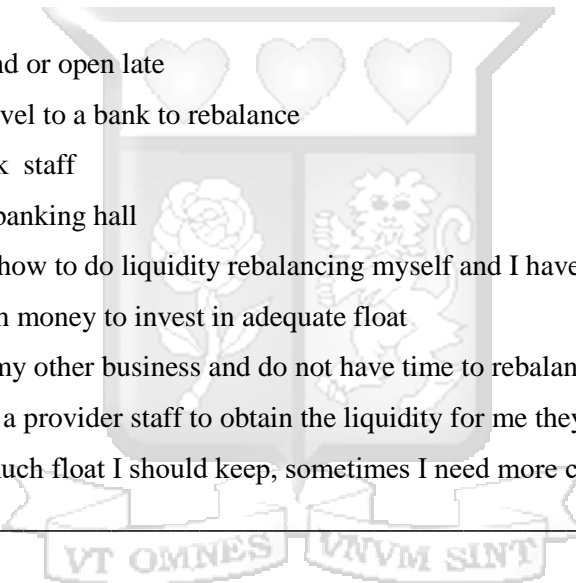 nd or open late
vel to a bank to rebalance
k staff
banking hall
how to do liquidity rebalancing myself and I have
h money to invest in adequate float
my other business and do not have time to rebalan
a provider staff to obtain the liquidity for me they
uch float I should keep, sometimes I need more c
VT OMNES VNVM SINT